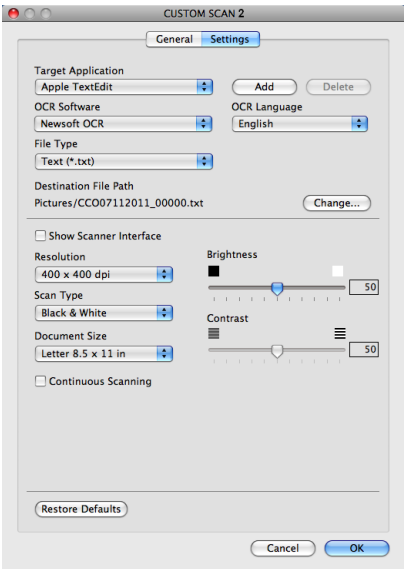 CUSTOM SCAN 2
General Settings
Target Application
Apple TextEdit Add Delete
OCR Software OCR Language
Newsoft OCR English
File Type
Text (*.txt)
Destination File Path
Pictures/CCO07112011_00000.txt Change...
Show Scanner Interface
Resolution Brightness
400 x 400 dpi 50
Scan Type
Black & White Contrast
Document Size
Letter 8.5 x 11 in 50
Continuous Scanning
Restore Defaults
Cancel OK